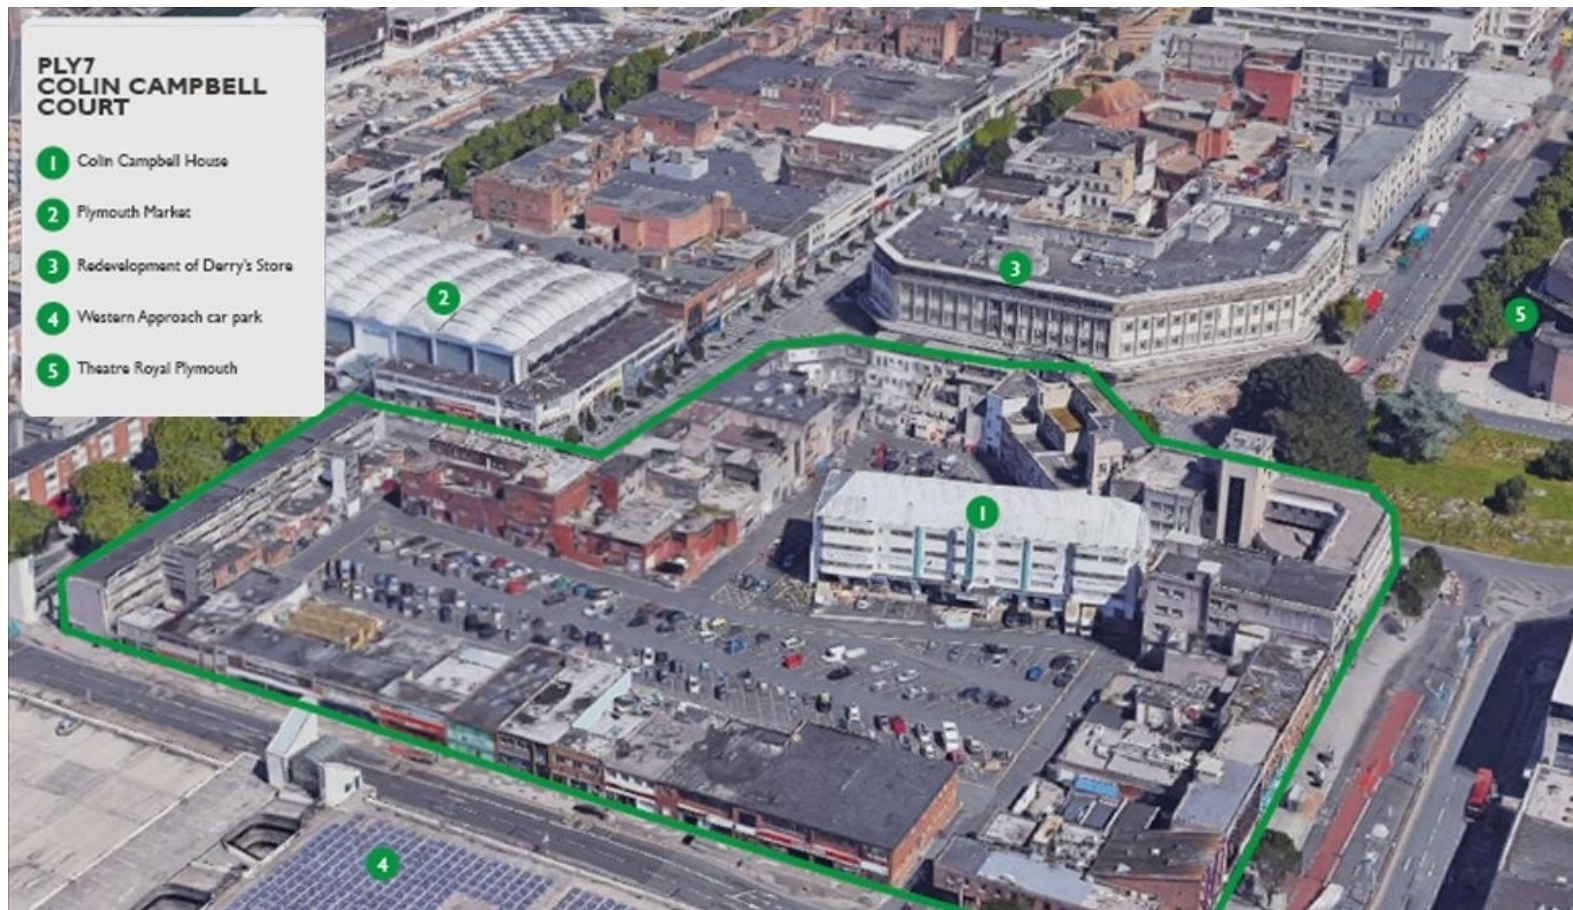 PLY7
COLIN CAMPBELL
COURT
1 Colin Campbell House
2 Plymouth Market
3 Redevelopment of Derry's Store
4 Western Approach car park
5 Theatre Royal Plymouth
2
3
5
1
4